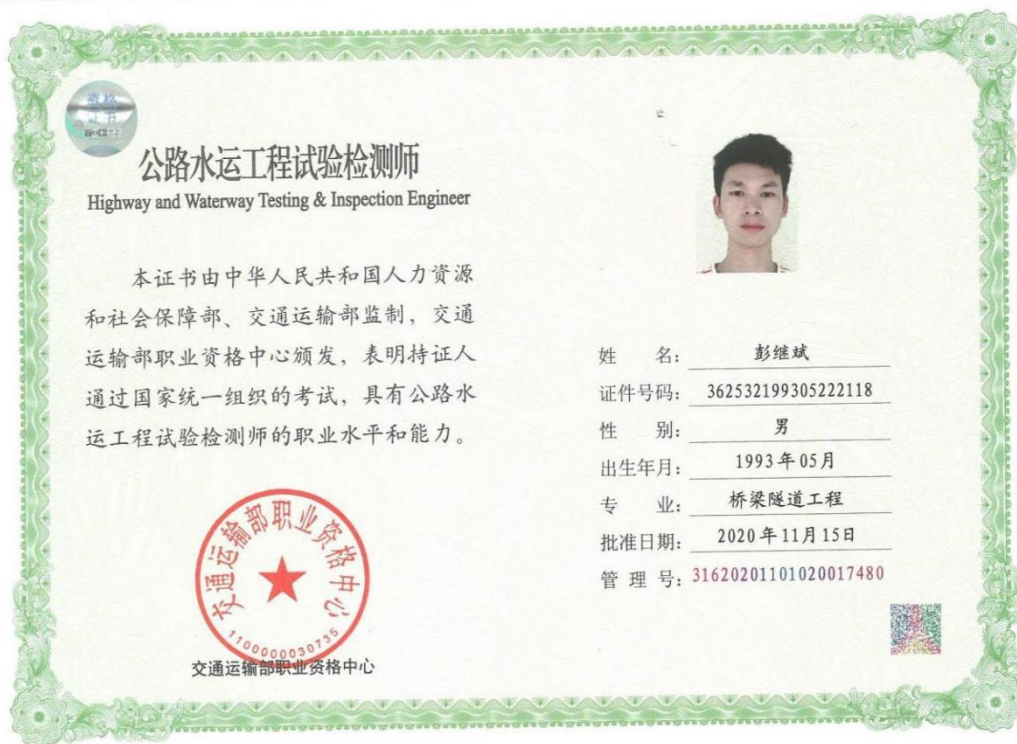 资格
证书
公路水运工程试验检测师
Highway and Waterway Testing & Inspection Engineer
本证书由中华人民共和国人力资源
和社会保障部、交通运输部监制，交通
运输部职业资格中心颁发，表明持证人
通过国家统一组织的考试，具有公路水
运工程试验检测师的职业水平和能力。
交通运输部职业资格中心
1100000030735
交通运输部职业资格中心
姓 名： 彭继斌
证件号码： 362532199305222118
性 别： 男
出生年月： 1993年05月
专 业： 桥梁隧道工程
批准日期： 2020年11月15日
管 理 号： 31620201101020017480